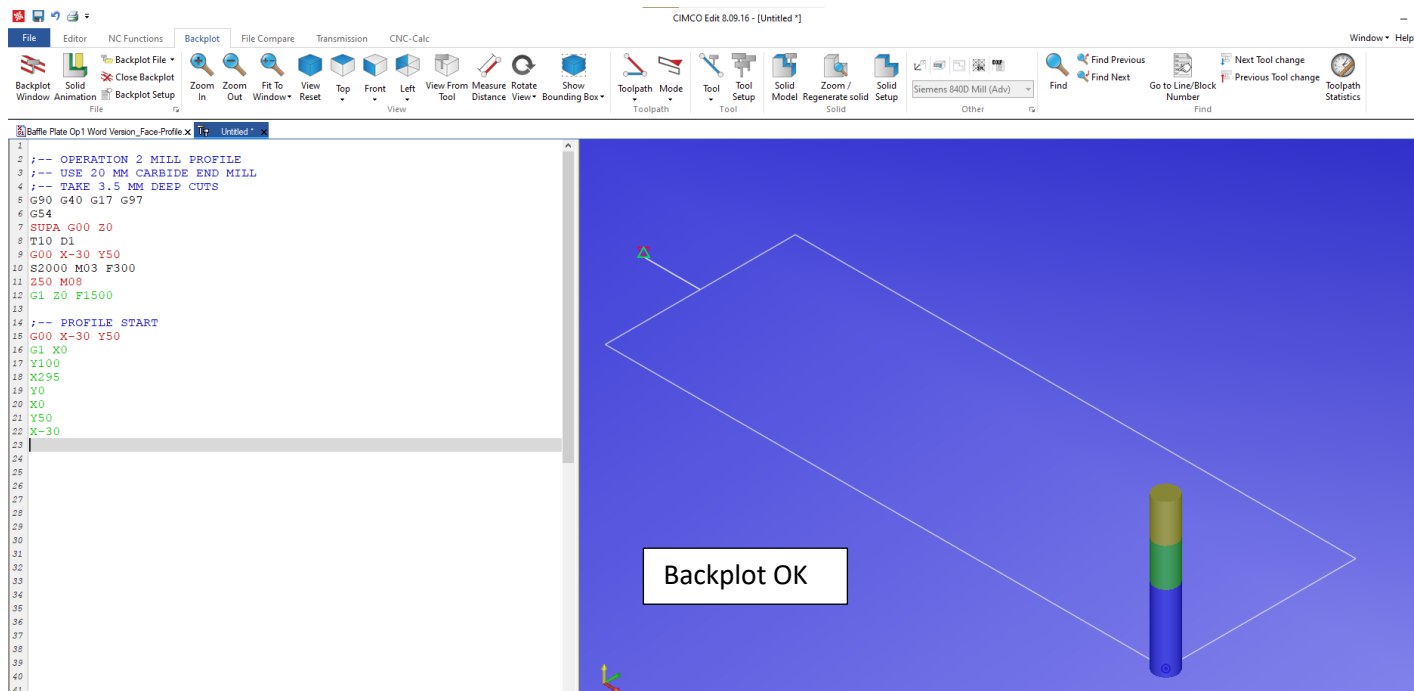 CIMCO Edit 8.09.16 - [Untitled *]
File Editor NC Functions Backplot File Compare Transmission CNC-Calc Window Help
Backplot Window
Solid Animation
Backplot File
Close Backplot
Backplot Setup
File
Zoom In
Zoom Out
Fit To Window
View Reset
Top
Front
Left
View From Tool
Measure Distance
Rotate View
Show Bounding Box
View
Toolpath
Mode
Toolpath
Tool
Tool Setup
Tool
Solid Model
Zoom / Regenerate solid
Solid Setup
Solid
Siemens 840D Mill (Adv)
Other
Find
Find Previous
Find Next
Go to Line/Block Number
Next Tool change
Previous Tool change
Find
Toolpath Statistics
Baffle Plate Op1 Word Version_Face-Profile x Untitled * x
1
2 ;-- OPERATION 2 MILL PROFILE
3 ;-- USE 20 MM CARBIDE END MILL
4 ;-- TAKE 3.5 MM DEEP CUTS
5 G90 G40 G17 G97
6 G54
7 SUPA G00 Z0
8 T10 D1
9 G00 X-30 Y50
10 S2000 M03 F300
11 Z50 M08
12 G1 Z0 F1500
13
14 ;-- PROFILE START
15 G00 X-30 Y50
16 G1 X0
17 Y100
18 X295
19 Y0
20 X0
21 Y50
22 X-30
23
24
25
26
27
28
29
30
31
32
33
34
35
36
37
38
39
40
41
Backplot OK